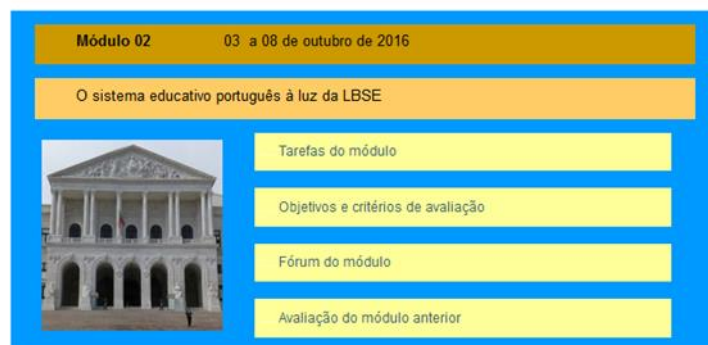 Módulo 02 03 a 08 de outubro de 2016
O sistema educativo português à luz da LBSE
Tarefas do módulo
Objetivos e critérios de avaliação
Fórum do módulo
Avaliação do módulo anterior